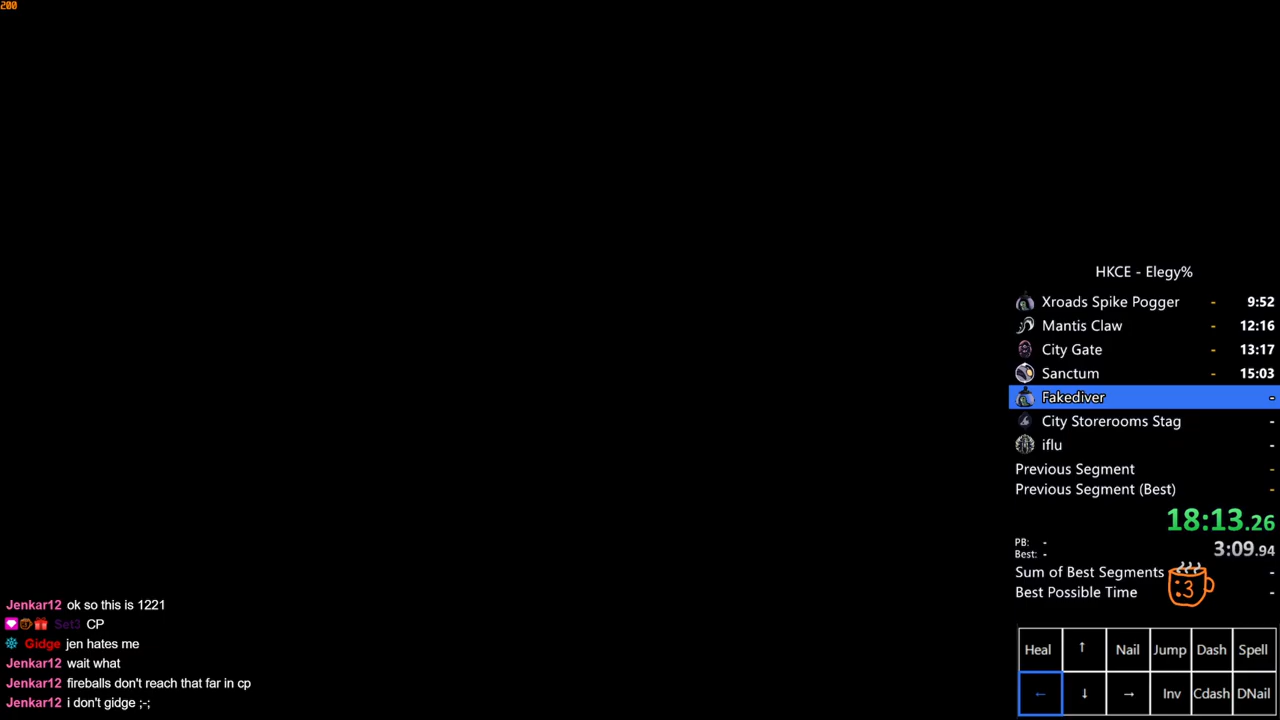 200
HKCE - Elegy%
Xroads Spike Pogger - 9:52
Mantis Claw - 12:16
City Gate - 13:17
Sanctum - 15:03
Fakediver -
City Storerooms Stag -
iflu -
Previous Segment -
Previous Segment (Best) -
18:13.26
PB: -
Best: -
3:09.94
Sum of Best Segments -
Best Possible Time -
:3
Jenkar12 ok so this is 1221
Set3 CP
Gidge jen hates me
Jenkar12 wait what
Jenkar12 fireballs don't reach that far in cp
Jenkar12 i don't gidge ;-;
Heal ↑ Nail Jump Dash Spell
← ↓ → Inv Cdash DNail